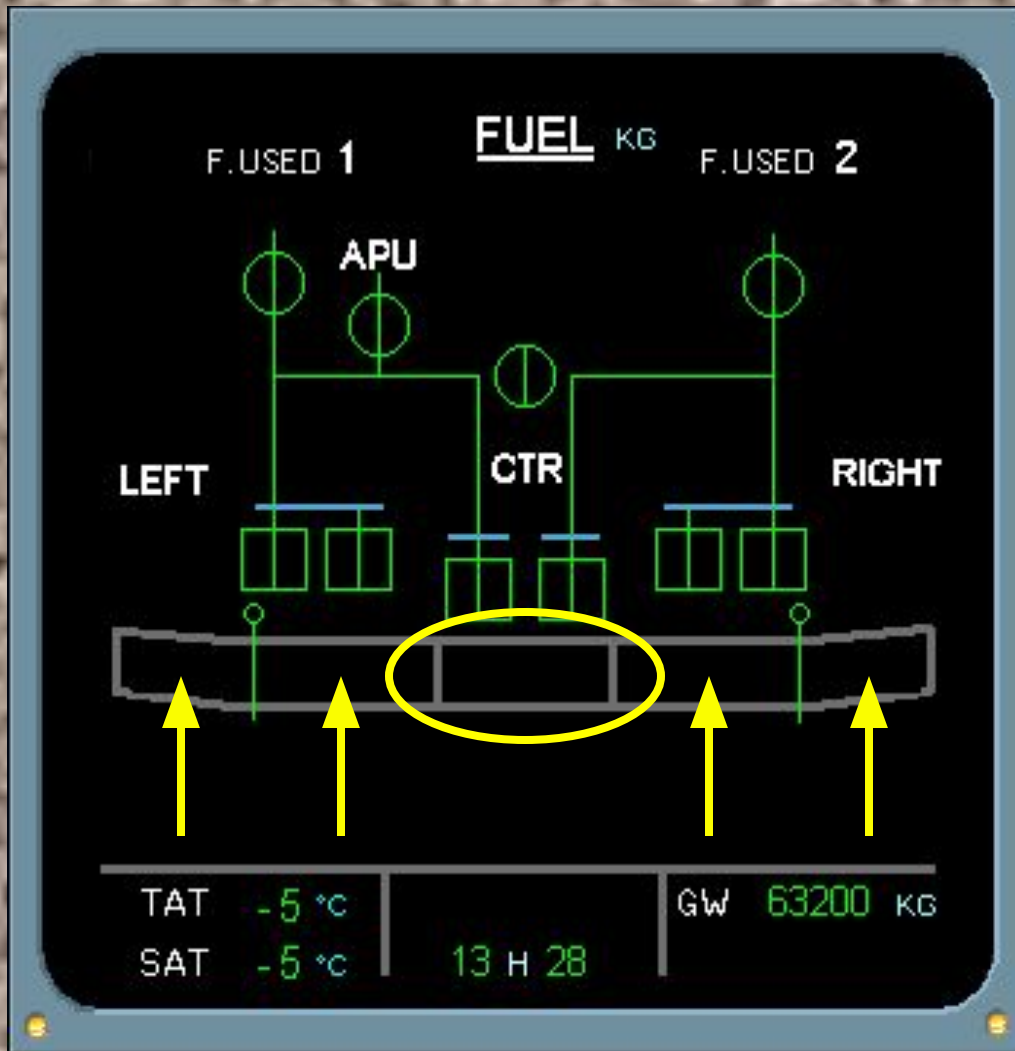 FUEL KG
F.USED 1
F.USED 2
APU
LEFT
CTR
RIGHT
TAT -5 °C
SAT -5 °C
13 H 28
GW 63200 KG